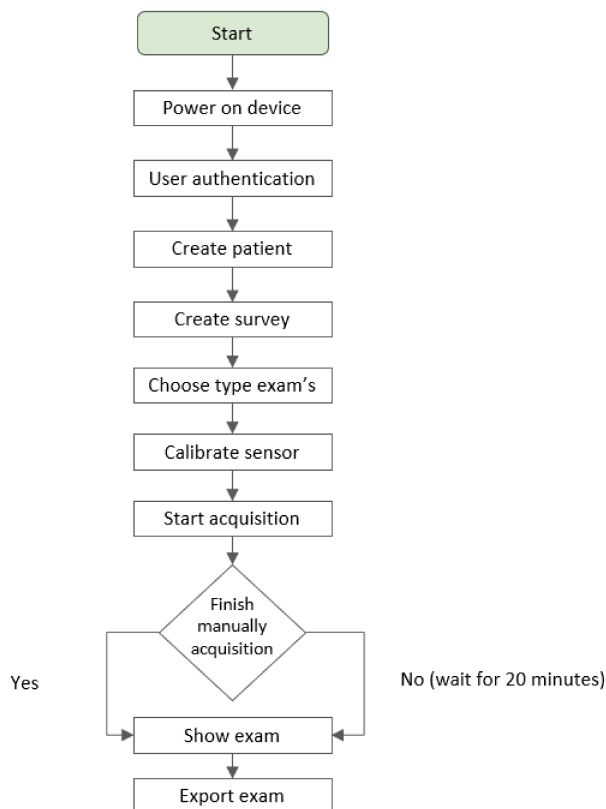 Start
Power on device
User authentication
Create patient
Create survey
Choose type exam's
Calibrate sensor
Start acquisition
Finish
manually
acquisition
Yes
No (wait for 20 minutes)
Show exam
Export exam